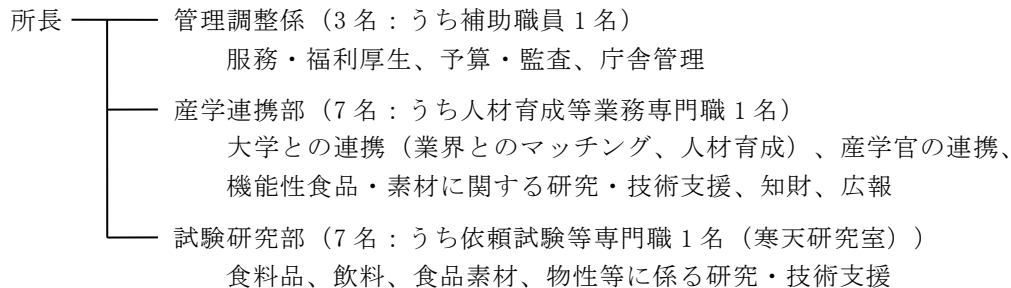 所長 管理調整係（3名：うち補助職員1名）
服務・福利厚生、予算・監査、庁舎管理
産学連携部（7名：うち人材育成等業務専門職1名）
大学との連携（業界とのマッチング、人材育成）、産学官の連携、
機能性食品・素材に関する研究・技術支援、知財、広報
試験研究部（7名：うち依頼試験等専門職1名（寒天研究室））
食料品、飲料、食品素材、物性等に係る研究・技術支援